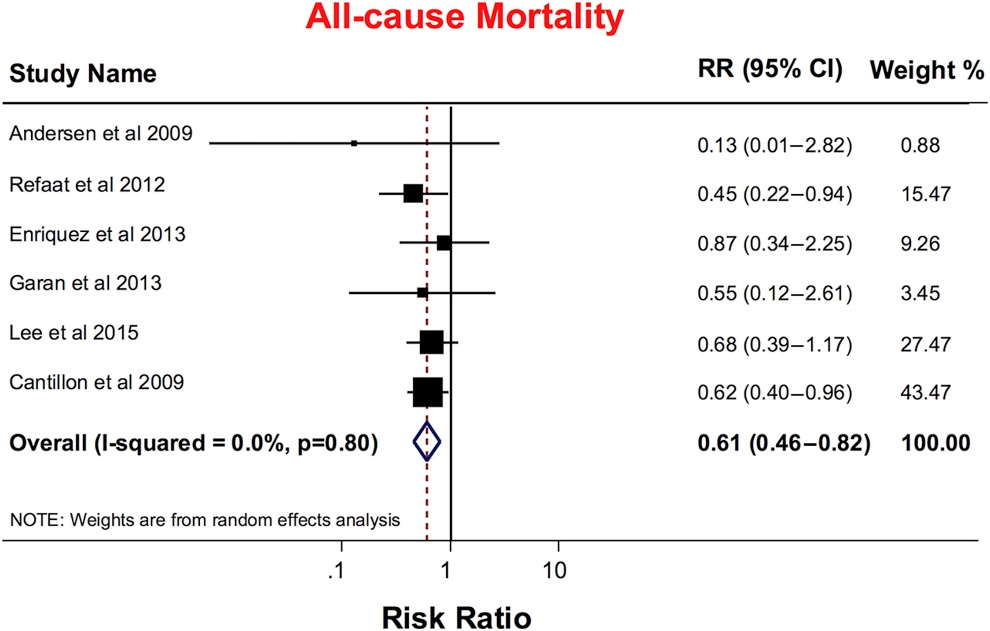 All-cause Mortality
Study Name RR (95% CI) Weight %
Andersen et al 2009 0.13 (0.01–2.82) 0.88
Refaat et al 2012 0.45 (0.22–0.94) 15.47
Enriquez et al 2013 0.87 (0.34–2.25) 9.26
Garan et al 2013 0.55 (0.12–2.61) 3.45
Lee et al 2015 0.68 (0.39–1.17) 27.47
Cantillon et al 2009 0.62 (0.40–0.96) 43.47
Overall (I-squared = 0.0%, p=0.80) 0.61 (0.46–0.82) 100.00
NOTE: Weights are from random effects analysis
.1 1 10
Risk Ratio